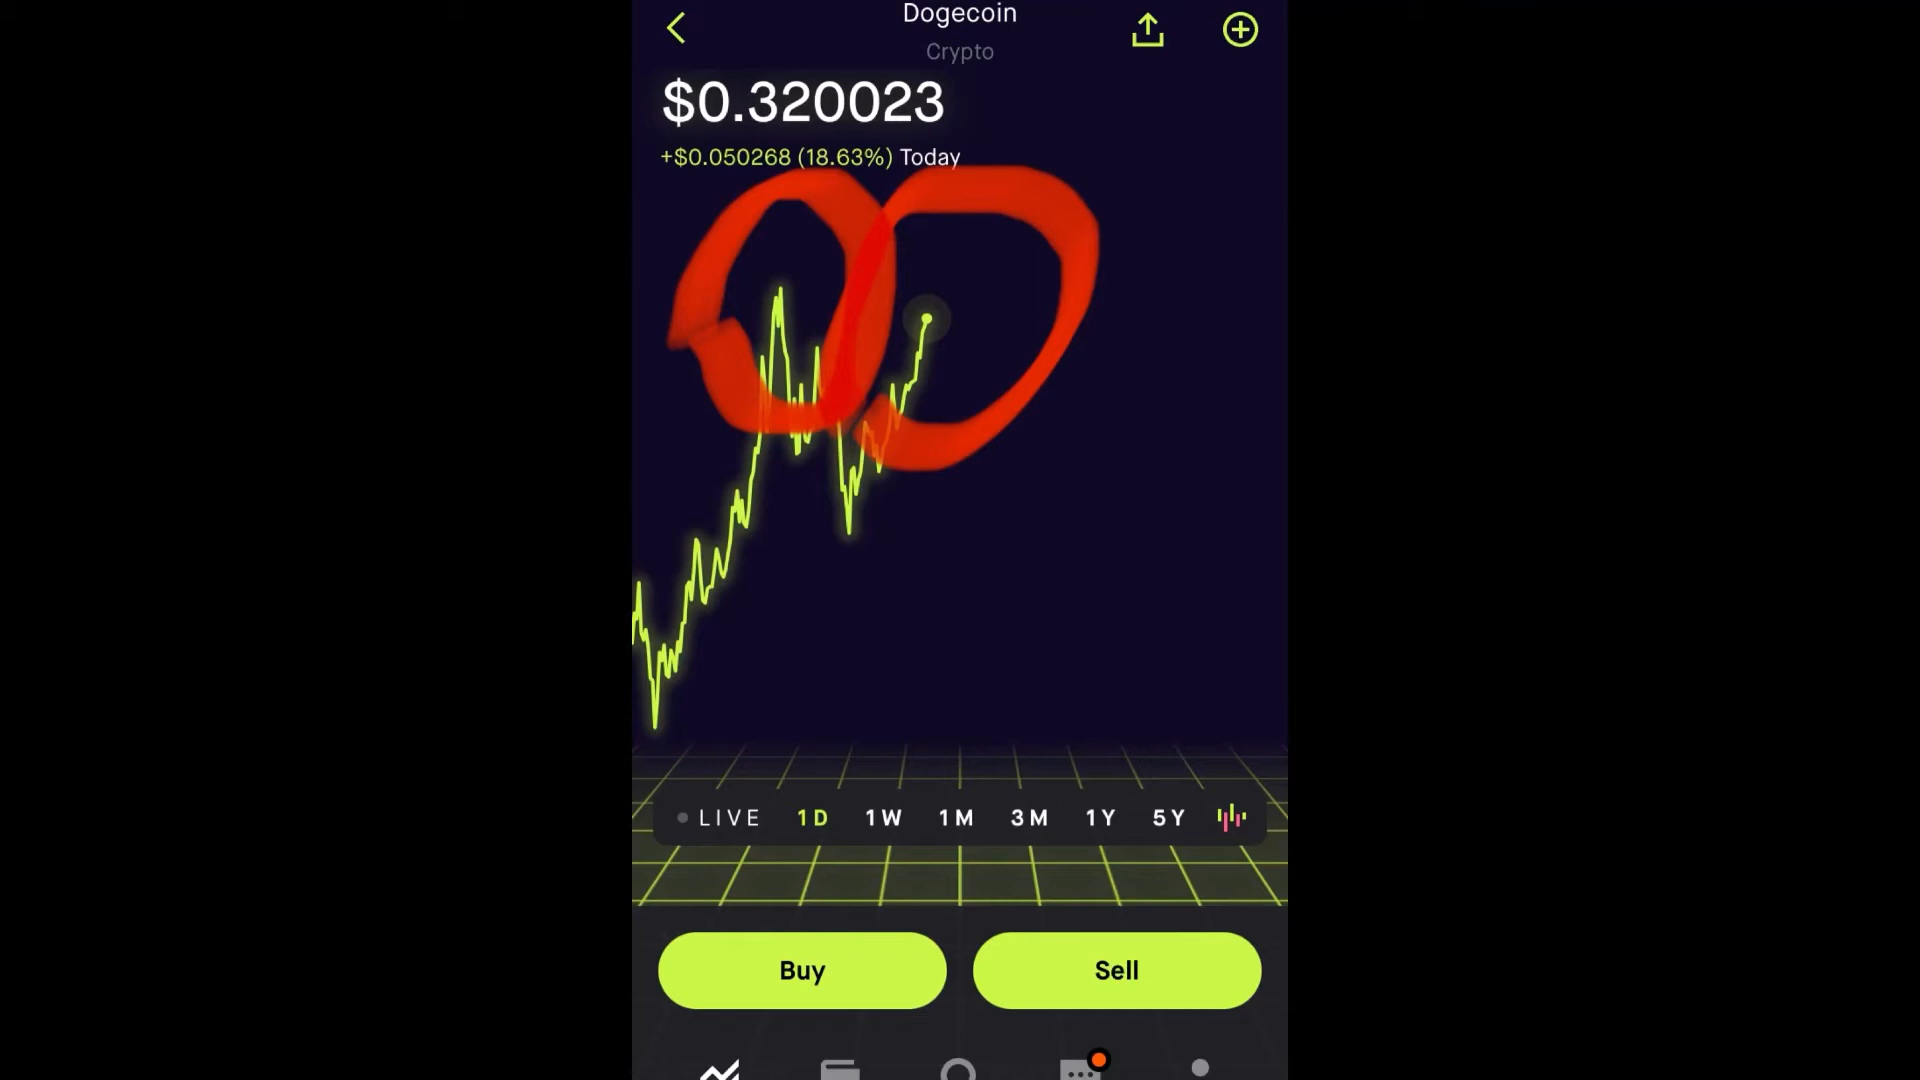 Dogecoin
Crypto
$0.320023
+$0.050268 (18.63%) Today
LIVE 1D 1W 1M 3M 1Y 5Y
Buy Sell